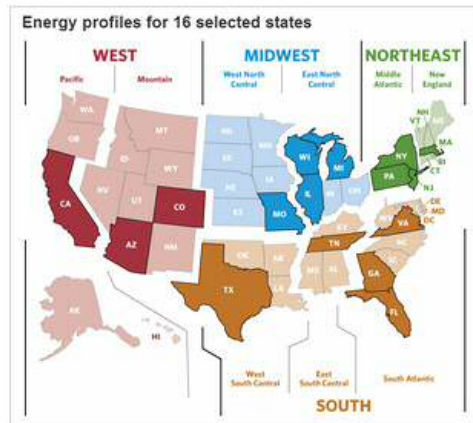 Energy profiles for 16 selected states
WEST
MIDWEST
NORTHEAST
Pacific
Mountain
West North
Central
East North
Central
Middle
Atlantic
New
England
WA
OR
CA
NV
ID
MT
WY
UT
CO
AZ
NM
AK
HI
ND
SD
NE
KS
MN
IA
MO
WI
IL
MI
IN
OH
NY
PA
NJ
NH
VT
ME
MA
RI
CT
DE
MD
DC
WV
VA
KY
TN
NC
SC
GA
FL
OK
TX
AR
LA
MS
AL
West
South Central
East
South Central
South Atlantic
SOUTH